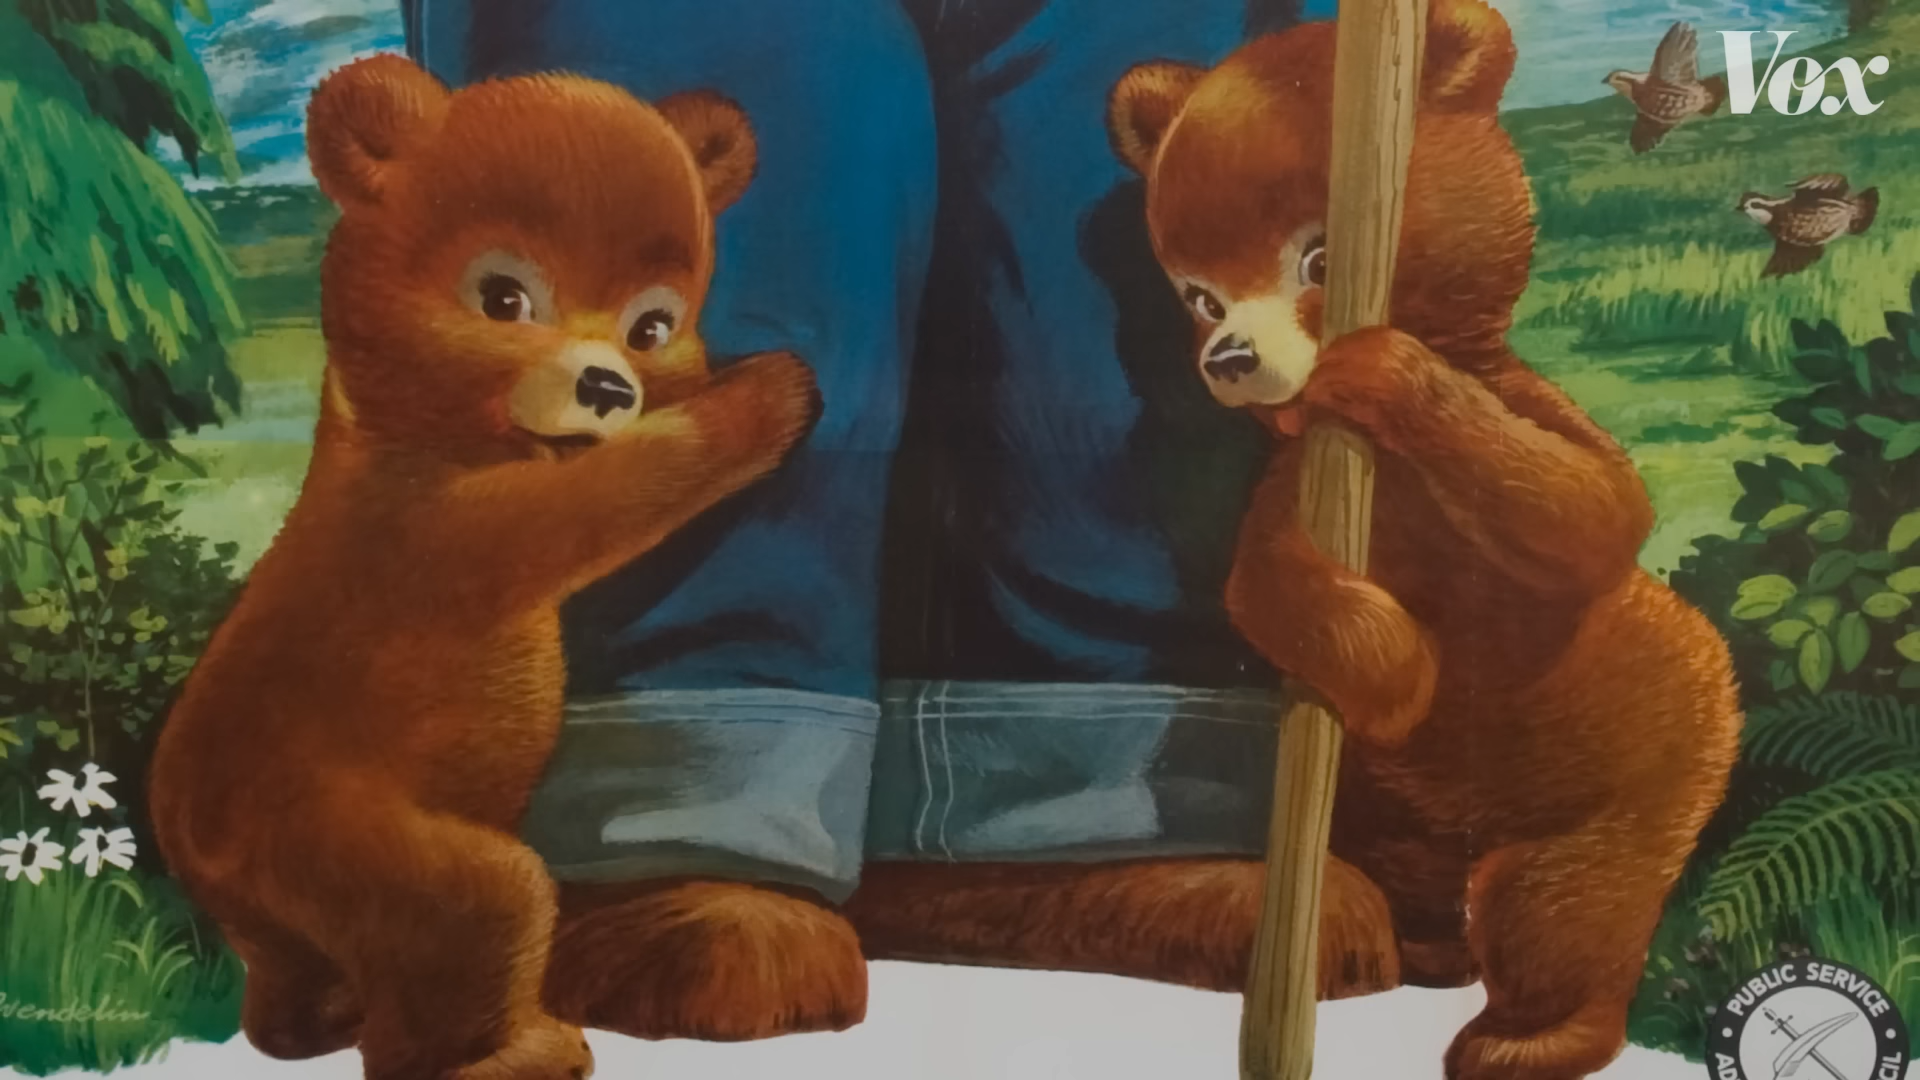 Vox
Wendelin
• PUBLIC SERVICE •